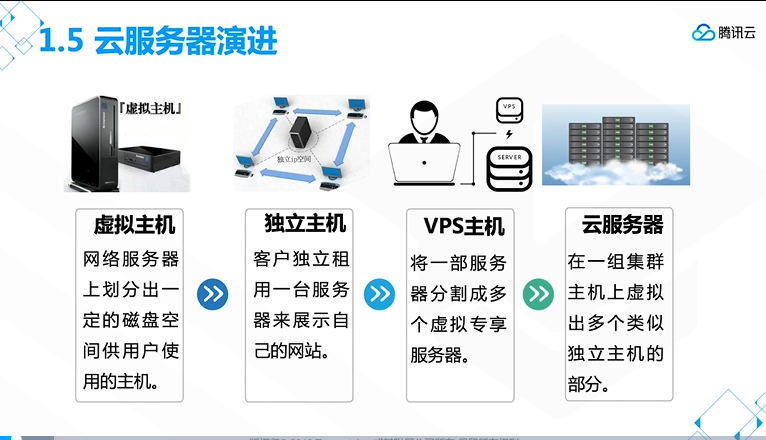 1.5 云服务器演进
腾讯云
『虚拟主机』
独立ip空间
VPS
SERVER
虚拟主机
网络服务器
上划分出一
定的磁盘空
间供用户使
用的主机。
独立主机
客户独立租
用一台服务
器来展示自
己的网站。
VPS主机
将一部服务
器分割成多
个虚拟专享
服务器。
云服务器
在一组集群
主机上虚拟
出多个类似
独立主机的
部分。